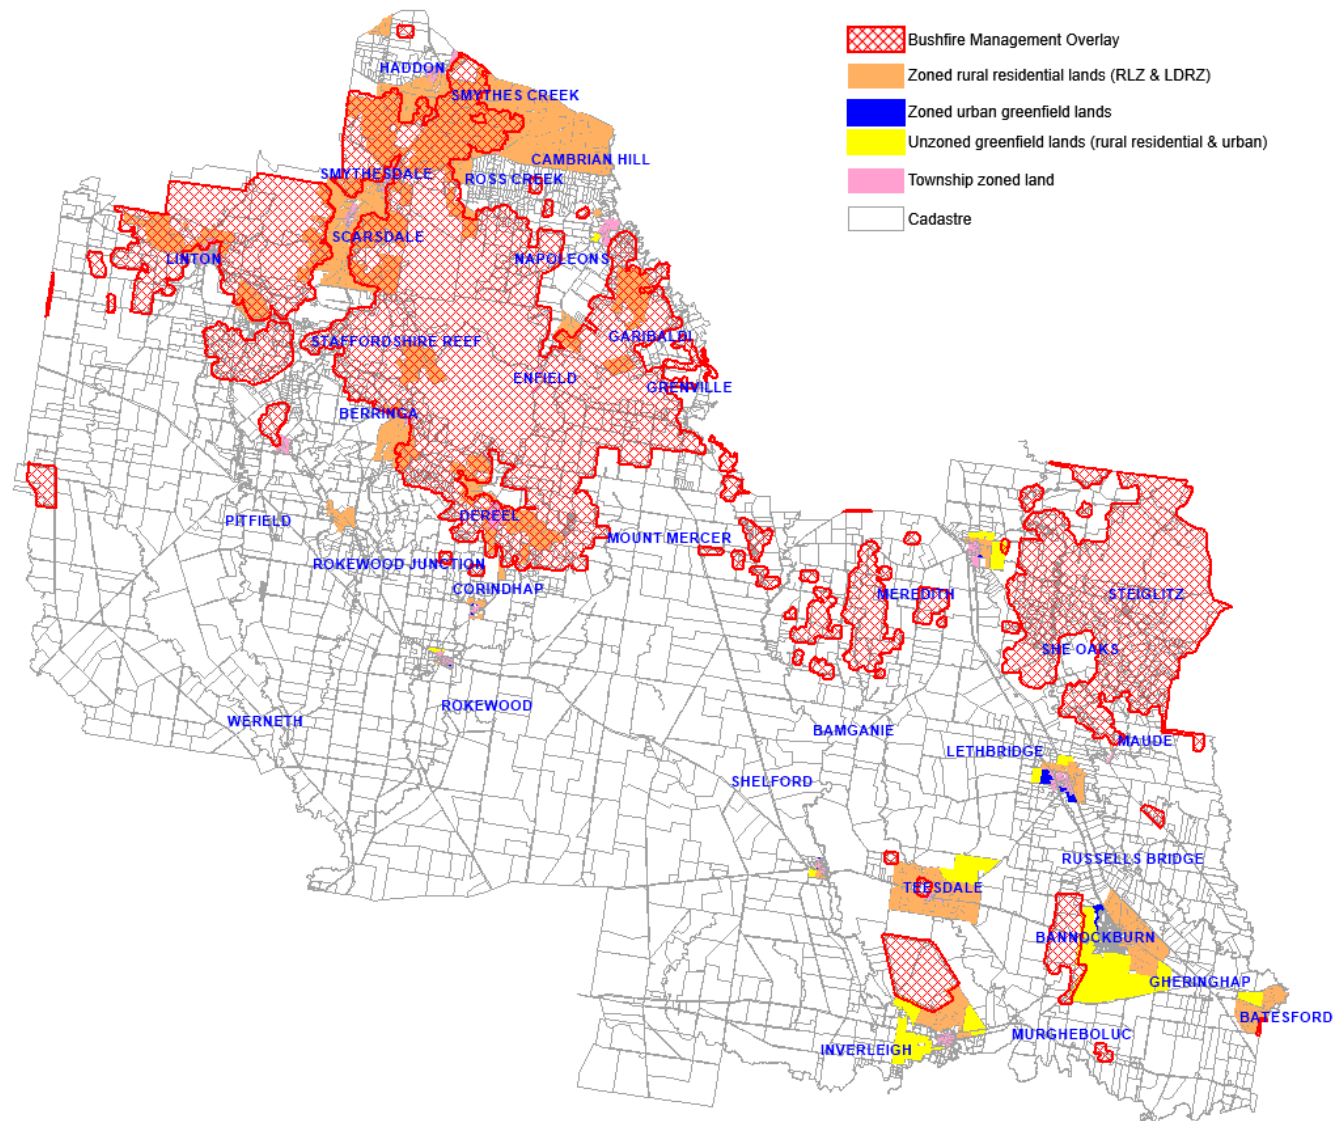 Bushfire Management Overlay
Zoned rural residential lands (RLZ & LDRZ)
Zoned urban greenfield lands
Unzoned greenfield lands (rural residential & urban)
Township zoned land
Cadastre
HADDON
SMYTHES CREEK
CAMBRIAN HILL
SMYTHESDALE
ROSS CREEK
SCARSDALE
LINTON
NAPOLEONS
STAFFORDSHIRE REEF
GARIBALDI
ENFIELD
GRENVILLE
BERRINGA
PITFIELD
DEREEL
MOUNT MERCER
ROKEWOOD JUNCTION
CORINDHAP
MEREDITH
STEIGLITZ
SHE OAKS
ROKEWOOD
WERNETH
BAMGANIE
MAUDE
LETHBRIDGE
SHELFORD
RUSSELLS BRIDGE
TEESDALE
BANNOCKBURN
GHERINGHAP
BATESFORD
MURGHEBOLUC
INVERLEIGH